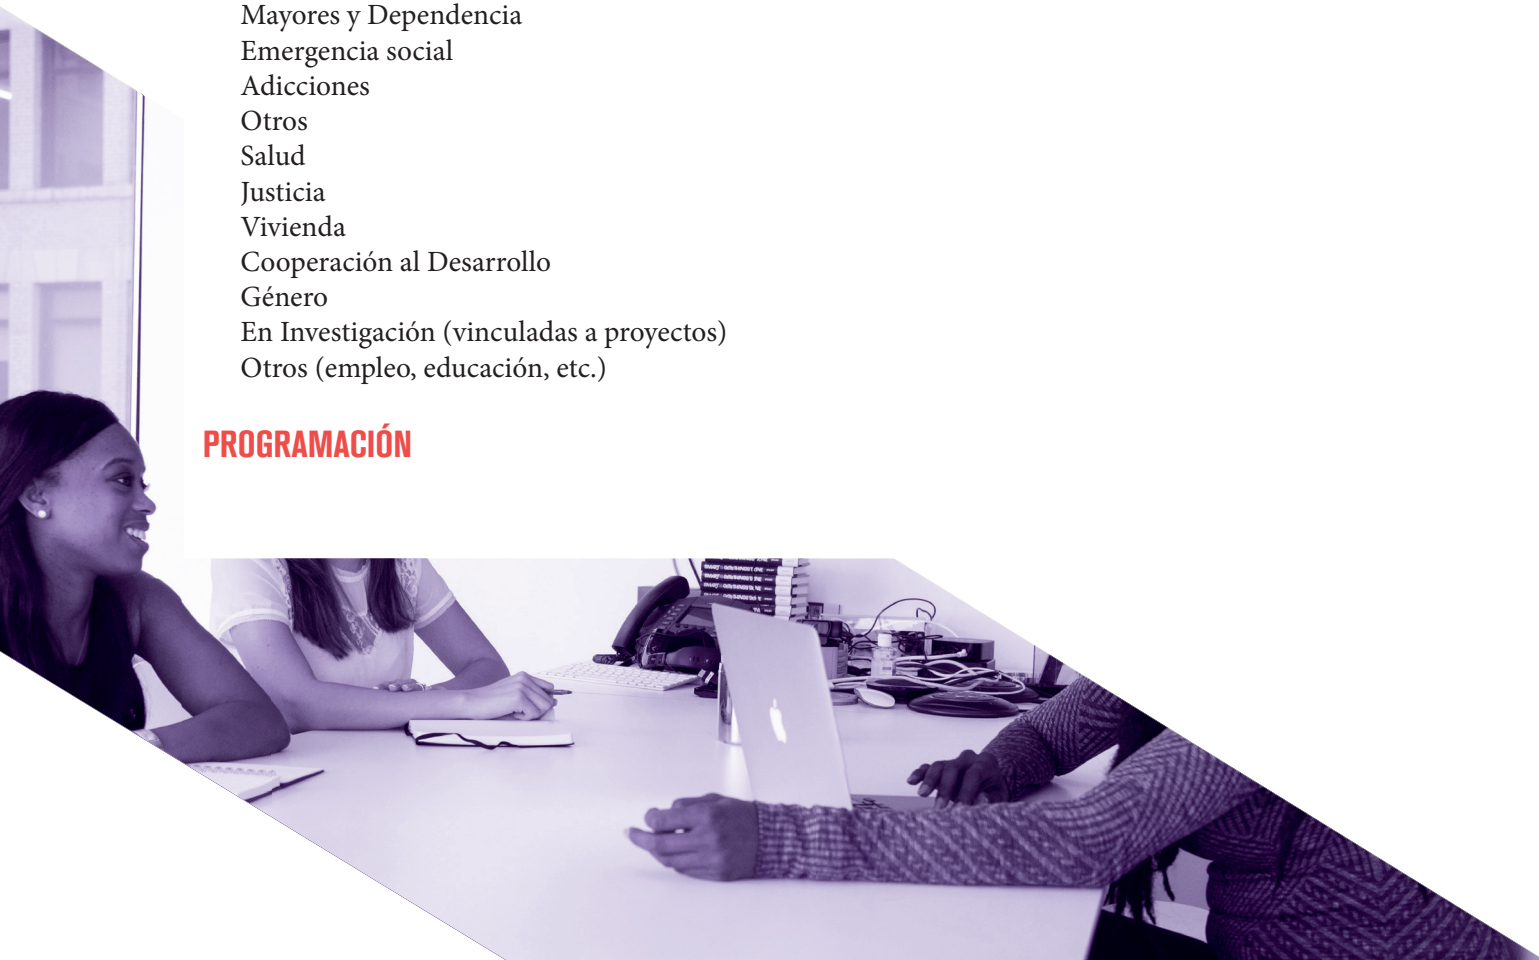 Mayores y Dependencia
Emergencia social
Adicciones
Otros
Salud
Justicia
Vivienda
Cooperación al Desarrollo
Género
En Investigación (vinculadas a proyectos)
Otros (empleo, educación, etc.)
PROGRAMACIÓN